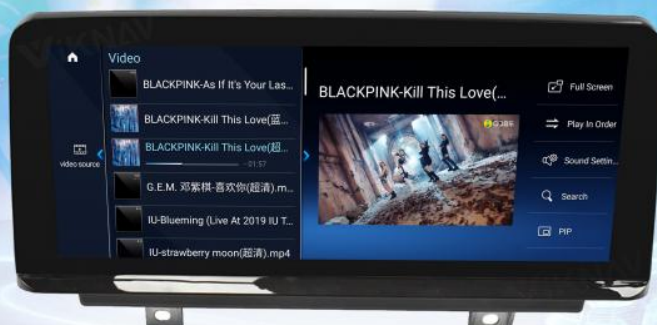 VIKNAV
Video
BLACKPINK-As If It's Your Las...
BLACKPINK-Kill This Love(蓝...
BLACKPINK-Kill This Love(超...
-01:57
video source
G.E.M. 邓紫棋-喜欢你(超清).m...
IU-Blueming (Live At 2019 IU T...
IU-strawberry moon(超清).mp4
BLACKPINK-Kill This Love(...
Full Screen
Play In Order
Sound Settin...
Search
PIP